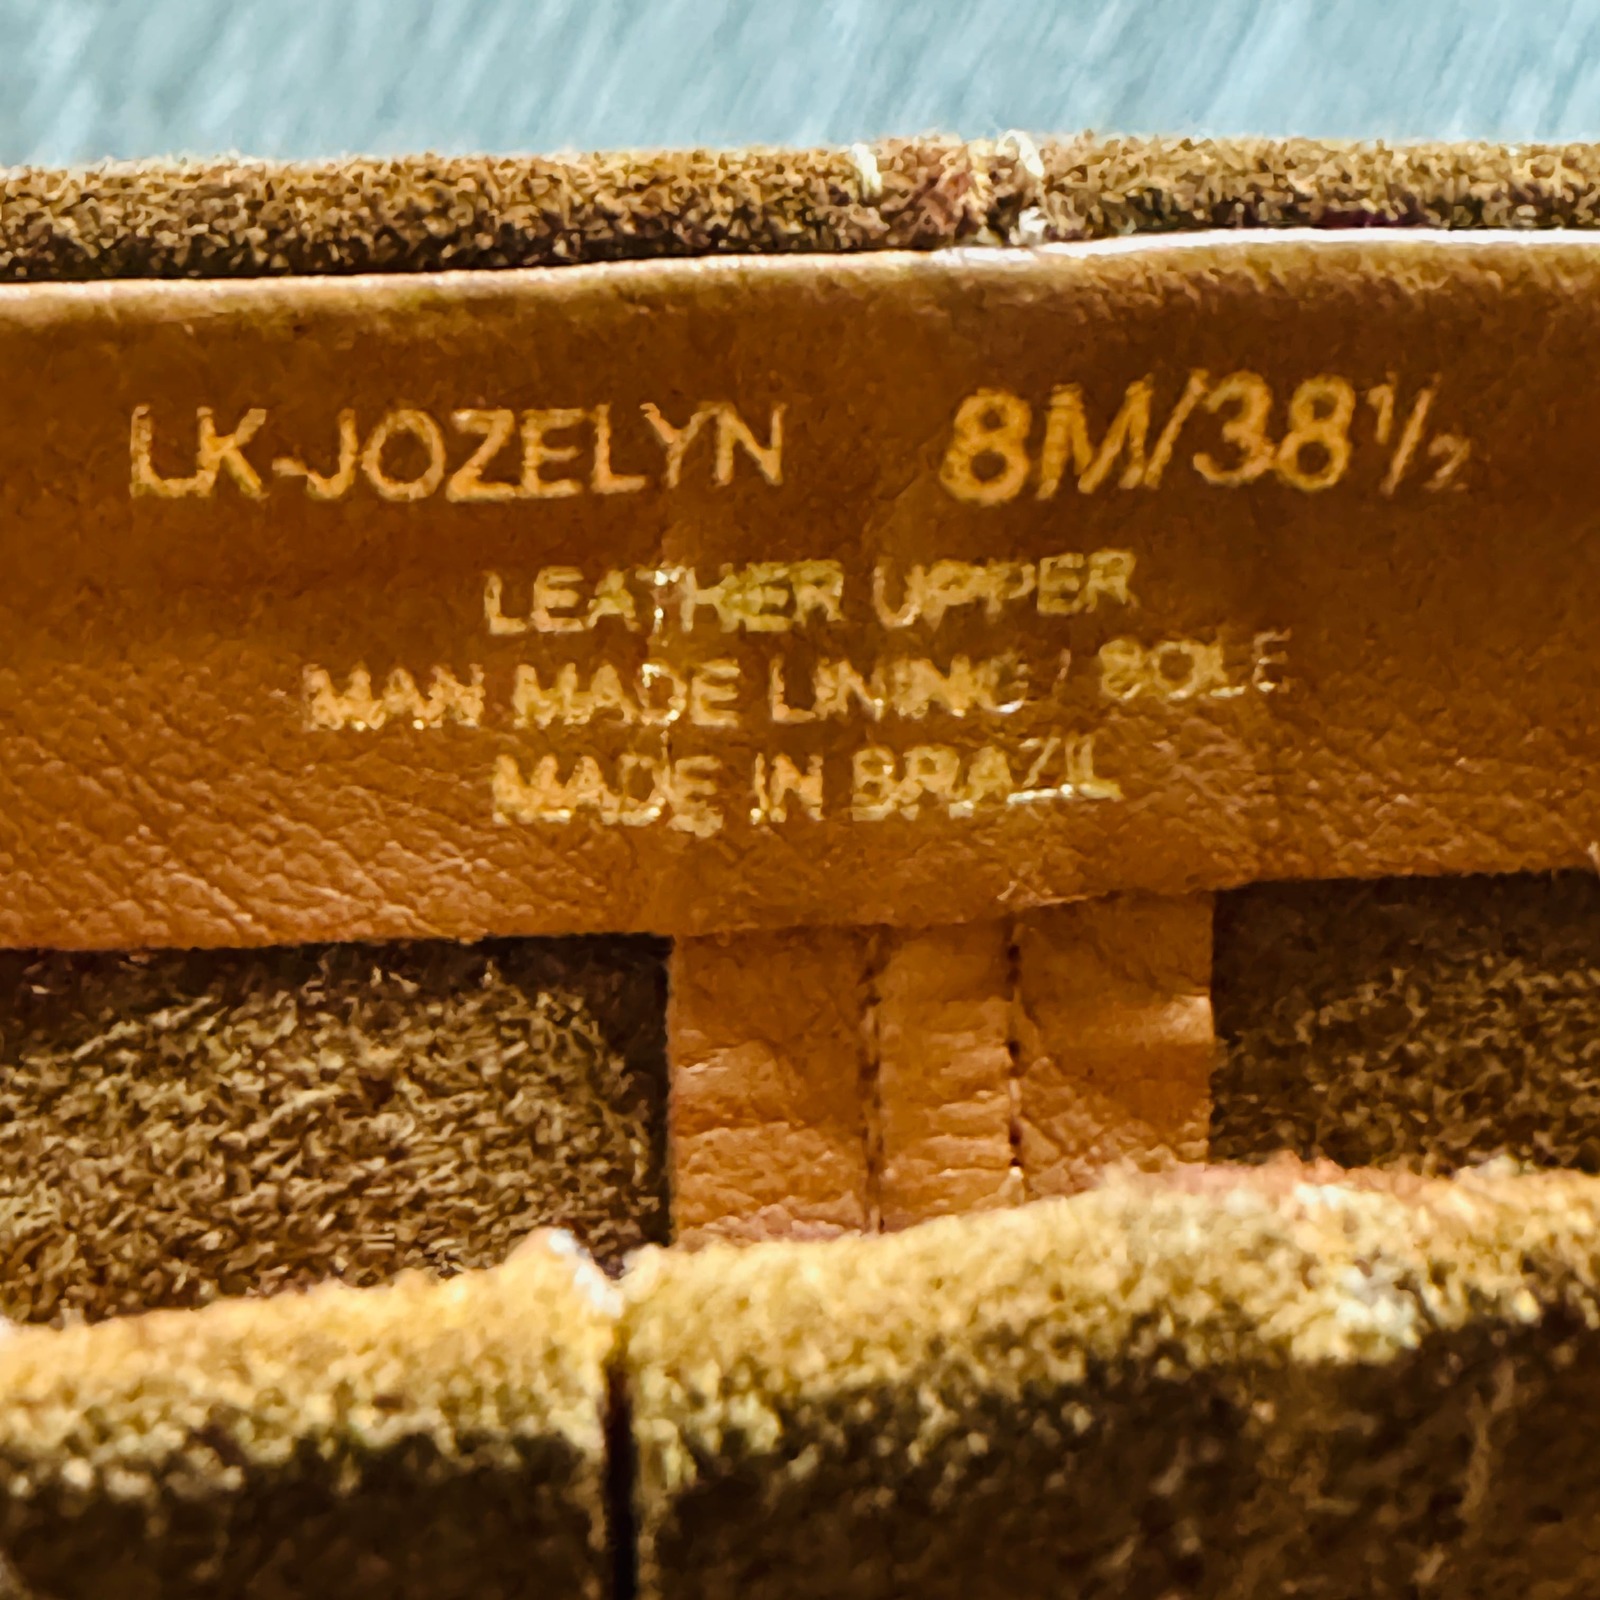 LK-JOZELYN 8M/38½
LEATHER UPPER
MAN MADE LINING / SOLE
MADE IN BRAZIL